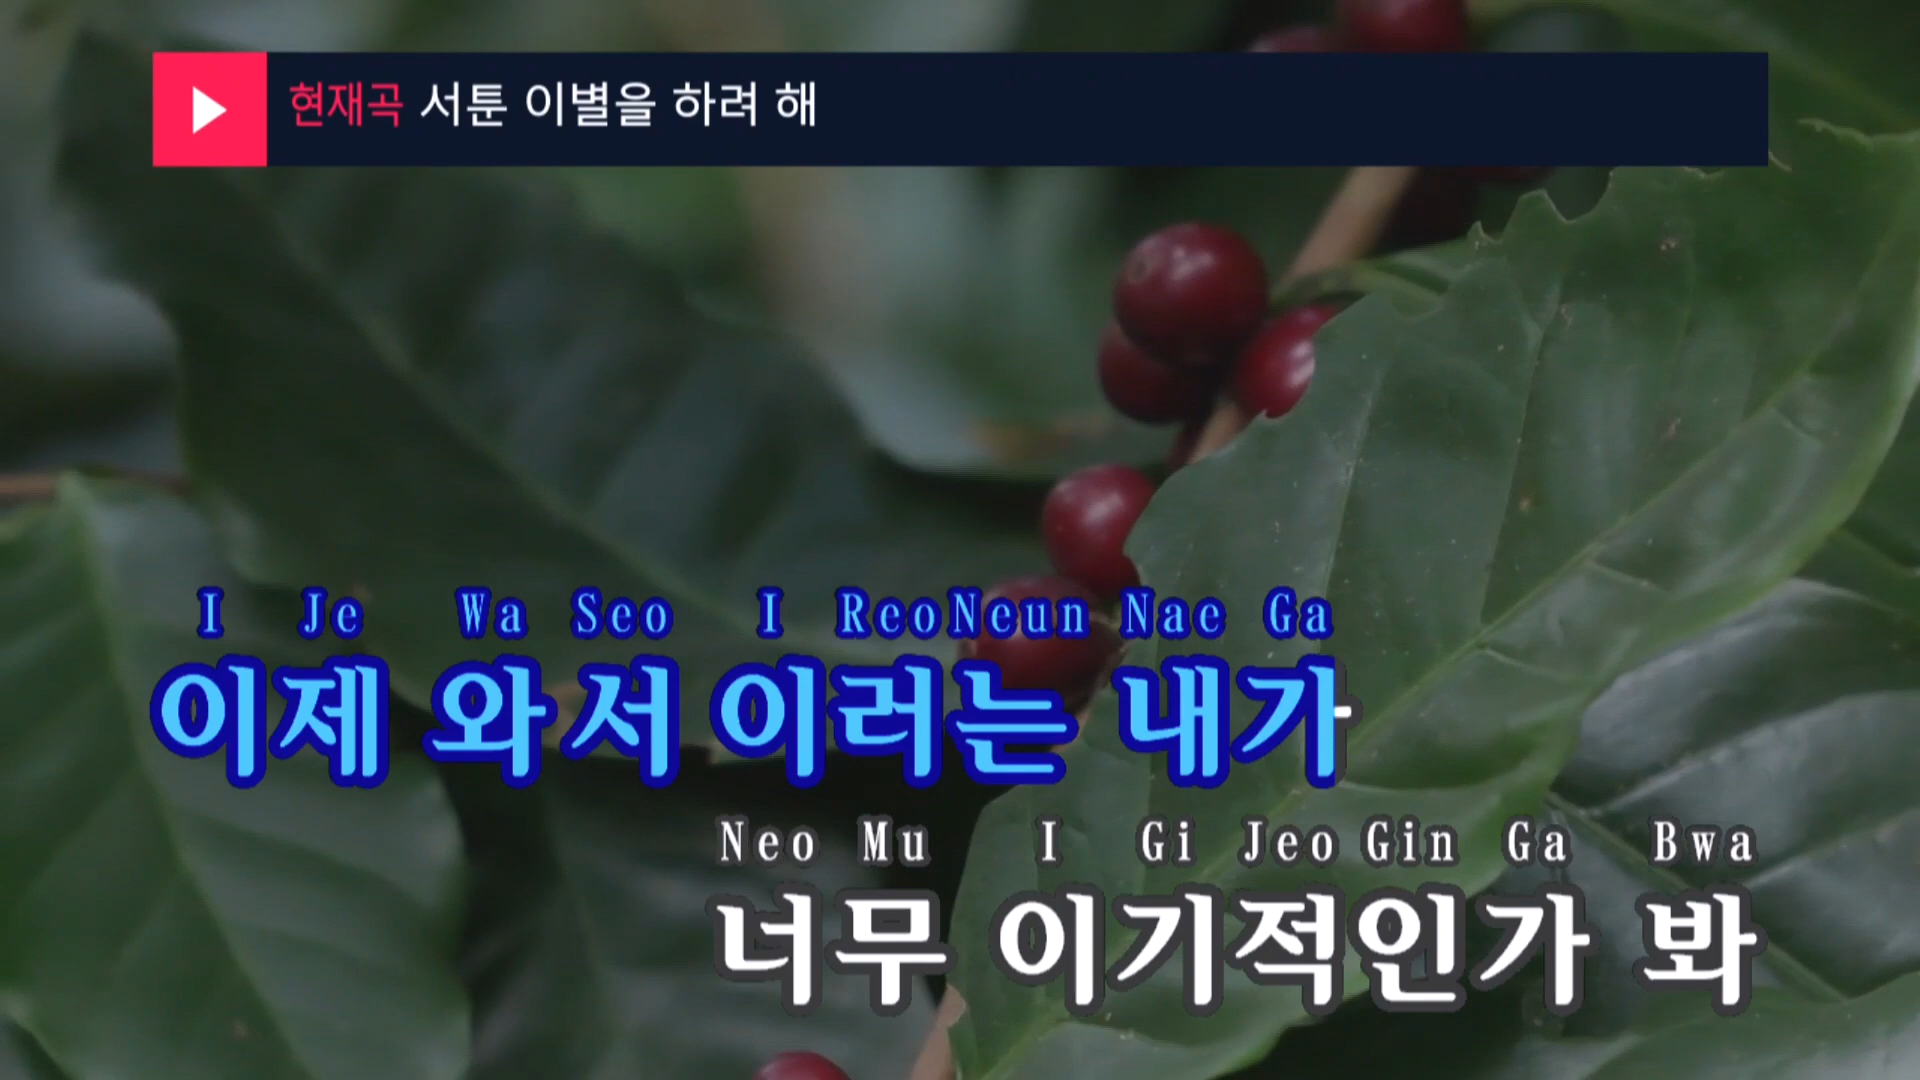 현재곡 서툰 이별을 하려 해
I Je Wa Seo I Reo Neun Nae Ga
이제 와서 이러는 내가
Neo Mu I Gi Jeo Gin Ga Bwa
너무 이기적인가 봐